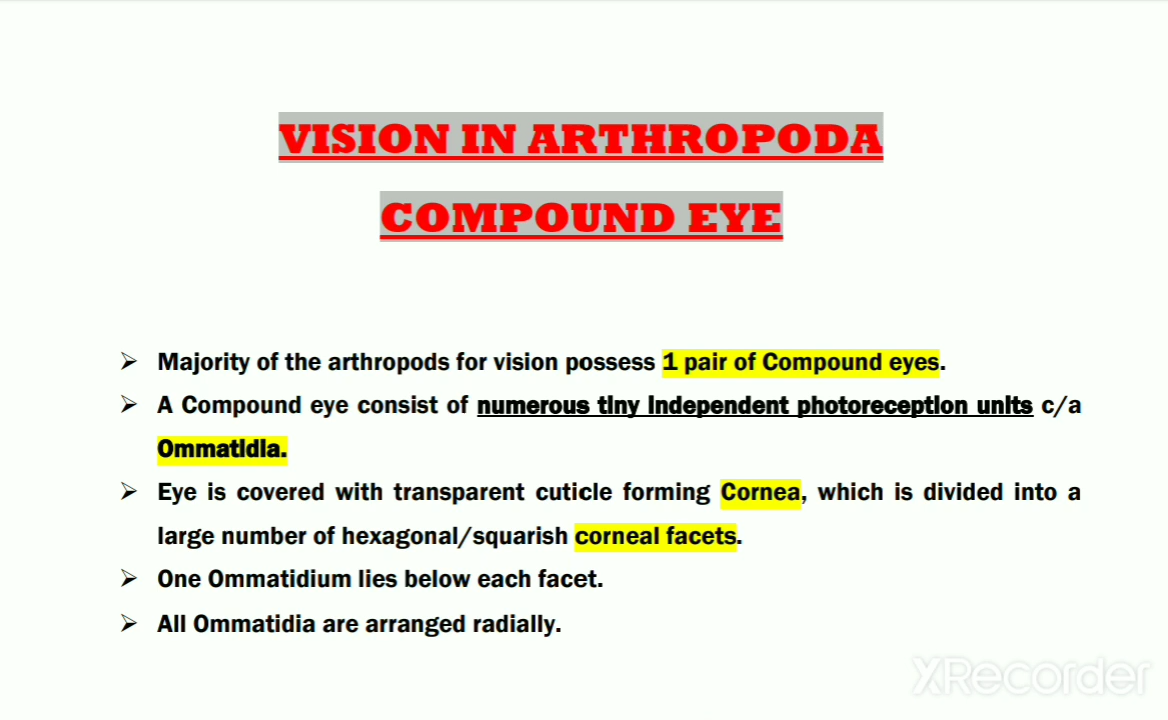 VISION IN ARTHROPODA
COMPOUND EYE
➢ Majority of the arthropods for vision possess 1 pair of Compound eyes.
➢ A Compound eye consist of numerous tiny independent photoreception units c/a
Ommatidia.
➢ Eye is covered with transparent cuticle forming Cornea, which is divided into a
large number of hexagonal/squarish corneal facets.
➢ One Ommatidium lies below each facet.
➢ All Ommatidia are arranged radially.
XRecorder